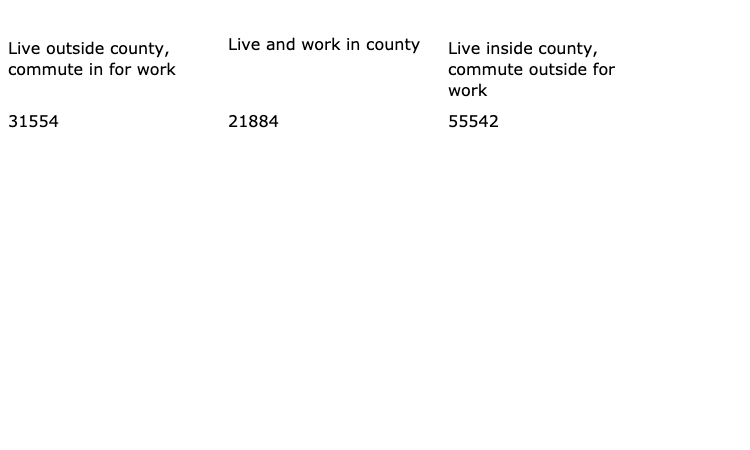 Live outside county,
commute in for work
Live and work in county
Live inside county,
commute outside for
work
31554
21884
55542